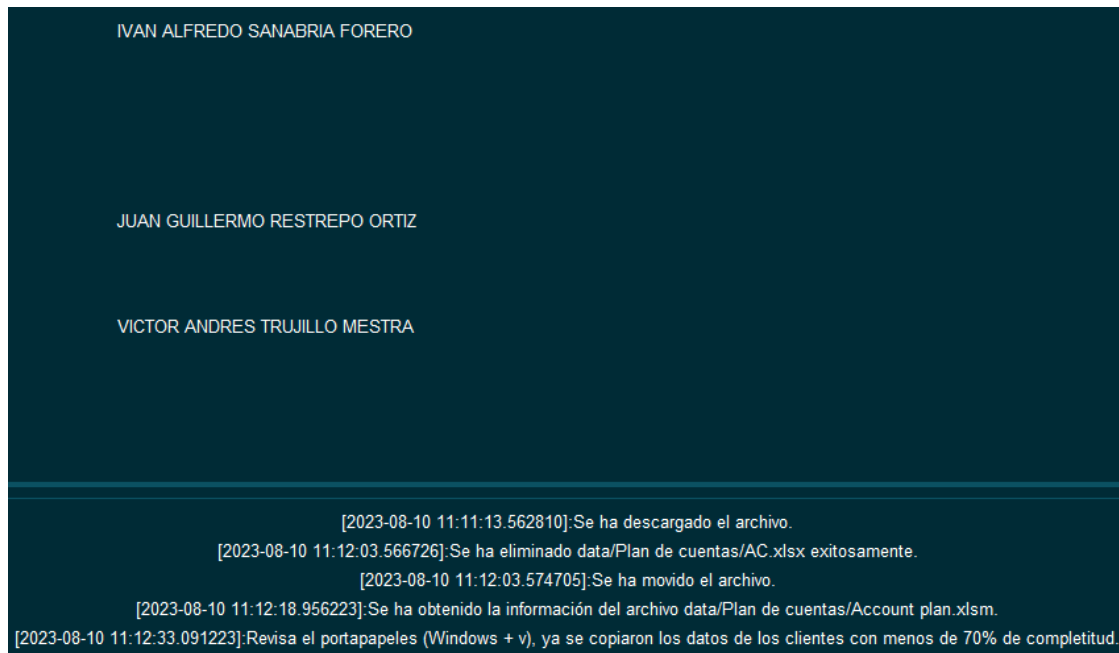 IVAN ALFREDO SANABRIA FORERO
JUAN GUILLERMO RESTREPO ORTIZ
VICTOR ANDRES TRUJILLO MESTRA
[2023-08-10 11:11:13.562810]:Se ha descargado el archivo.
[2023-08-10 11:12:03.566726]:Se ha eliminado data/Plan de cuentas/AC.xlsx exitosamente.
[2023-08-10 11:12:03.574705]:Se ha movido el archivo.
[2023-08-10 11:12:18.956223]:Se ha obtenido la información del archivo data/Plan de cuentas/Account plan.xlsm.
[2023-08-10 11:12:33.091223]:Revisa el portapapeles (Windows + v), ya se copiaron los datos de los clientes con menos de 70% de completitud.